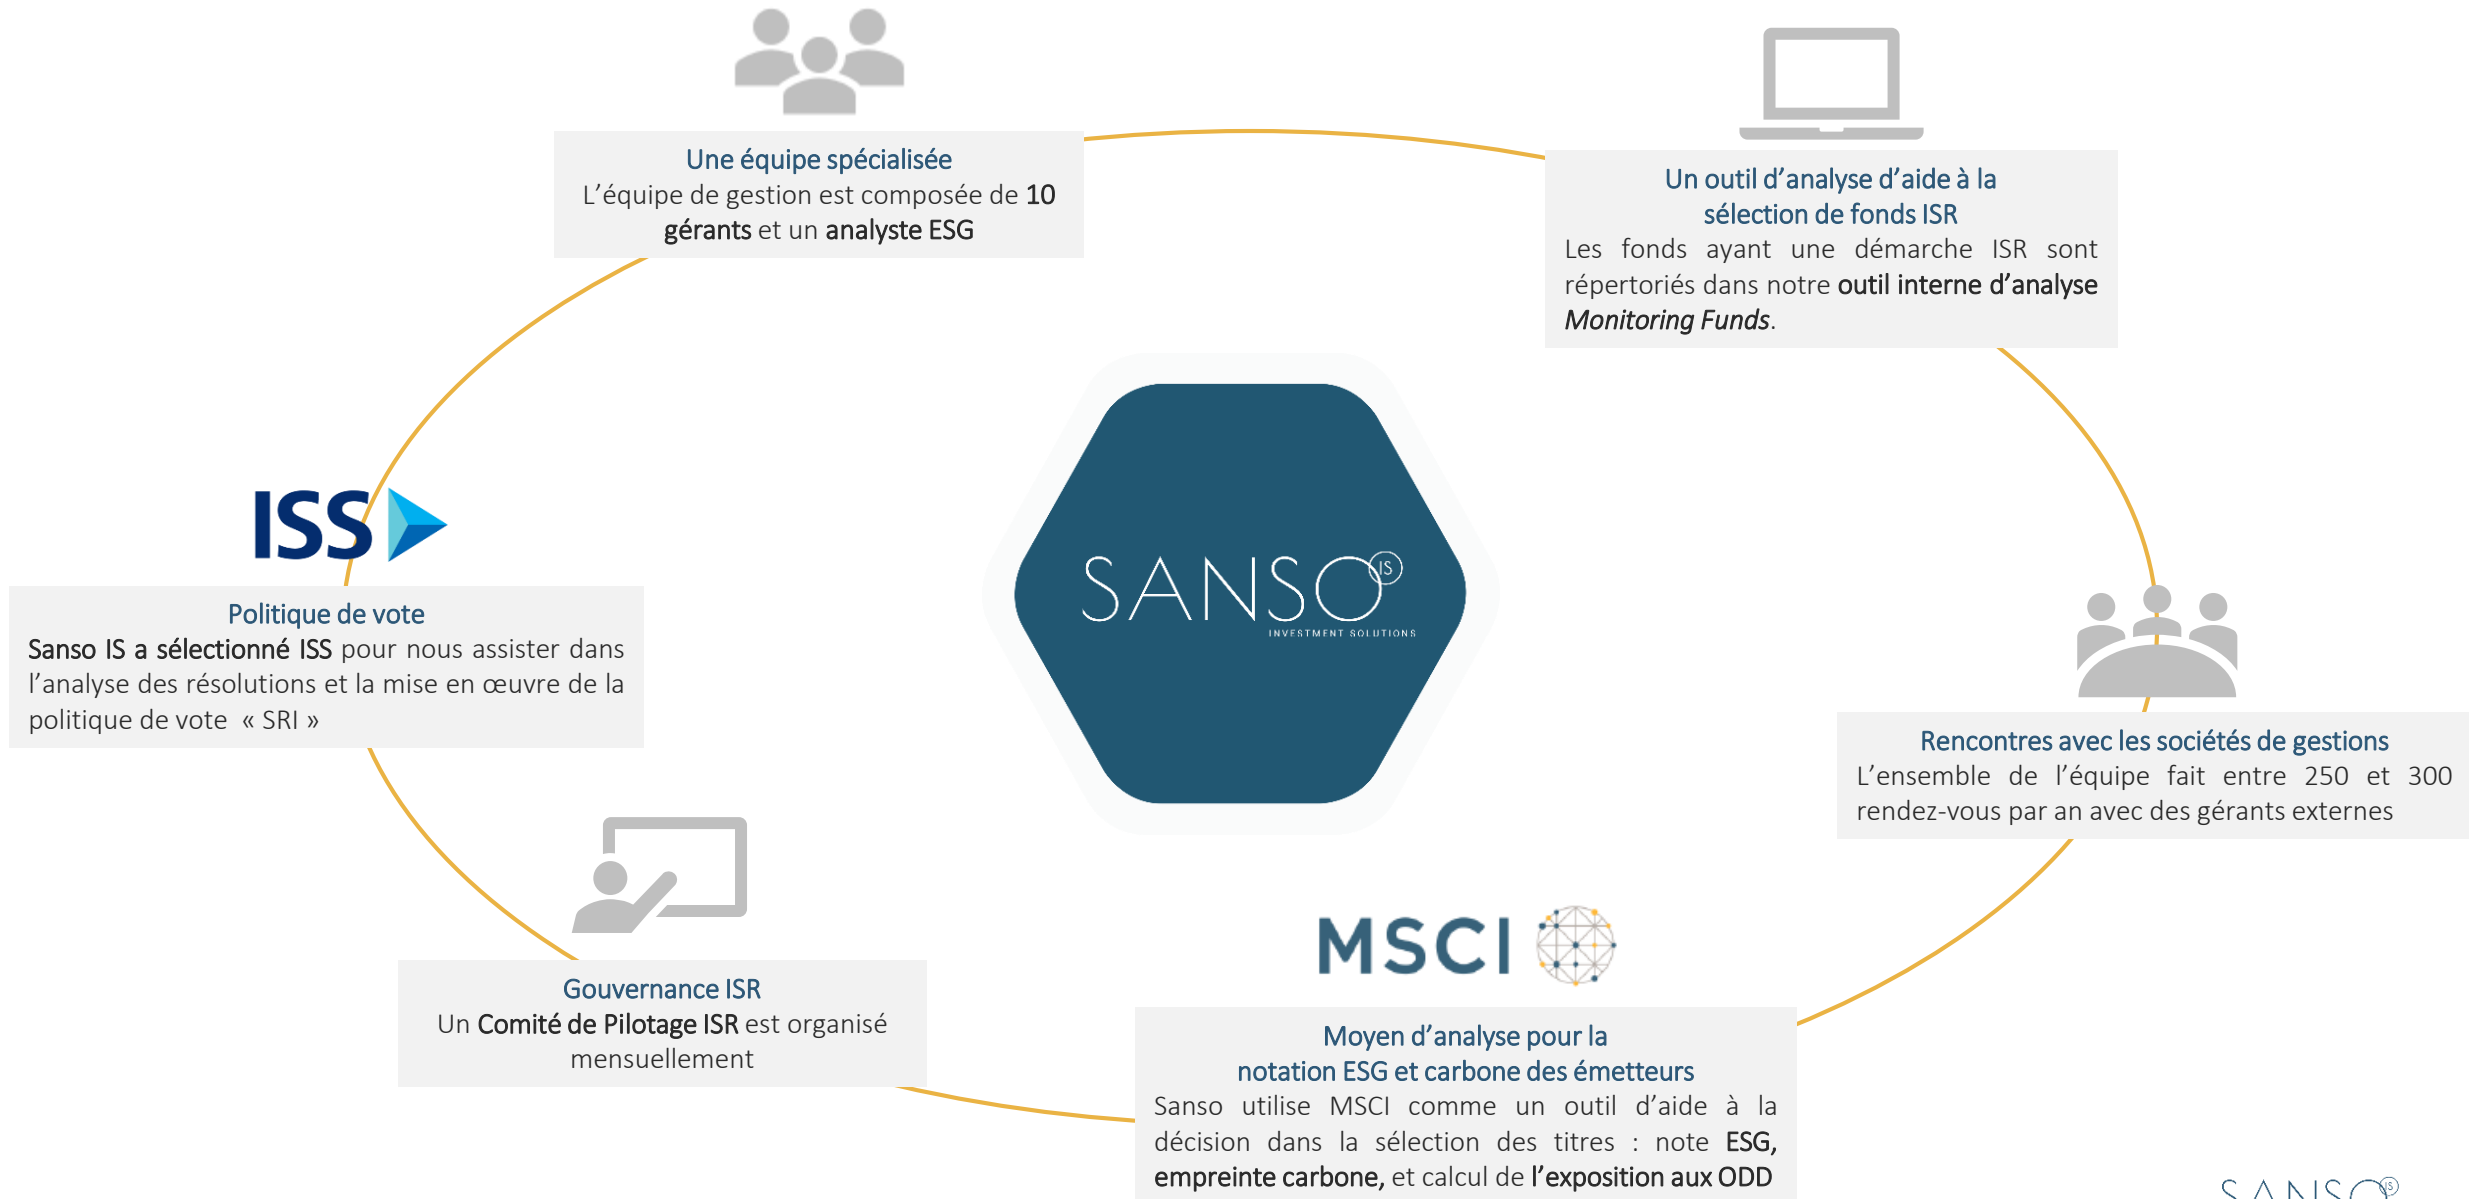 Une équipe spécialisée
L’équipe de gestion est composée de 10
gérants et un analyste ESG
Un outil d’analyse d’aide à la
sélection de fonds ISR
Les fonds ayant une démarche ISR sont
répertoriés dans notre outil interne d’analyse
Monitoring Funds.
ISS
Politique de vote
Sanso IS a sélectionné ISS pour nous assister dans
l’analyse des résolutions et la mise en œuvre de la
politique de vote « SRI »
SANSO IS
INVESTMENT SOLUTIONS
Rencontres avec les sociétés de gestions
L’ensemble de l’équipe fait entre 250 et 300
rendez-vous par an avec des gérants externes
Gouvernance ISR
Un Comité de Pilotage ISR est organisé
mensuellement
MSCI
Moyen d’analyse pour la
notation ESG et carbone des émetteurs
Sanso utilise MSCI comme un outil d’aide à la
décision dans la sélection des titres : note ESG,
empreinte carbone, et calcul de l’exposition aux ODD
SANSO IS